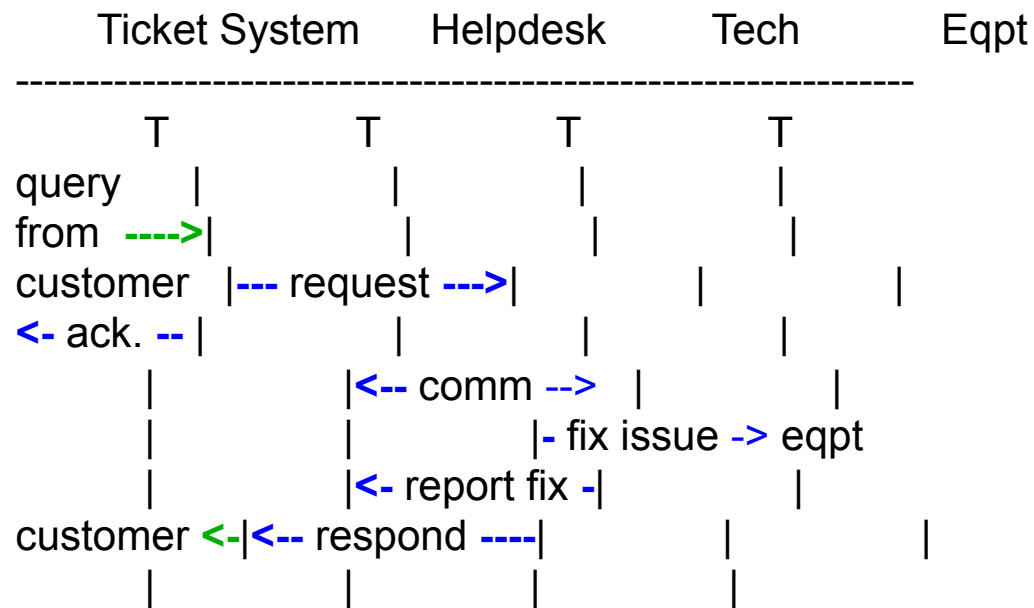 Ticket System Helpdesk Tech Eqpt
----------------------------------------------------------------
T T T T
query | | | |
from ---->| | | |
customer |--- request --->| | |
<- ack. -- | | | |
| |<-- comm --> | |
| | |- fix issue -> eqpt
| |<- report fix -| |
customer <-|<-- respond ----| | |
| | | |